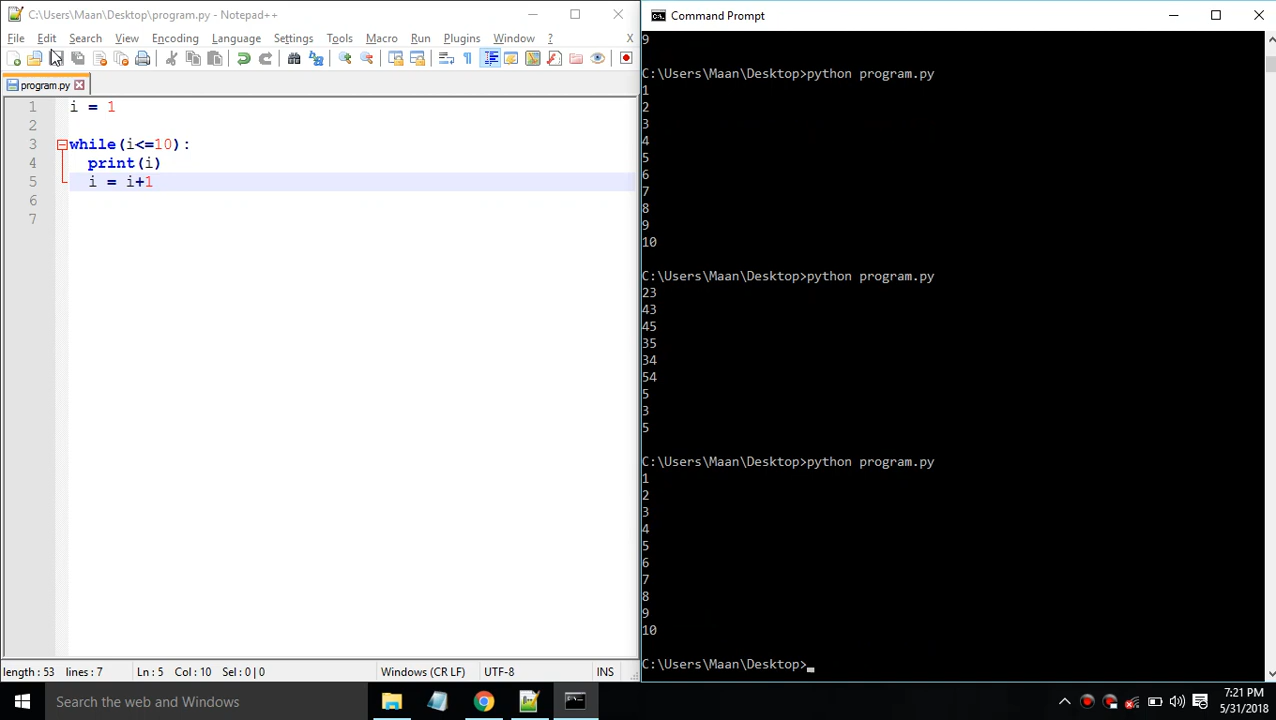 C:\Users\Maan\Desktop\program.py - Notepad++
File Edit Search View Encoding Language Settings Tools Macro Run Plugins Window ? X
program.py
1 i = 1
2
3 while(i<=10):
4 print(i)
5 i = i+1
6
7
length : 53 lines : 7 Ln : 5 Col : 10 Sel : 0 | 0 Windows (CR LF) UTF-8 INS
Command Prompt
9
C:\Users\Maan\Desktop>python program.py
1
2
3
4
5
6
7
8
9
10
C:\Users\Maan\Desktop>python program.py
23
43
45
35
34
54
5
3
5
C:\Users\Maan\Desktop>python program.py
1
2
3
4
5
6
7
8
9
10
C:\Users\Maan\Desktop>
Search the web and Windows
7:21 PM
5/31/2018